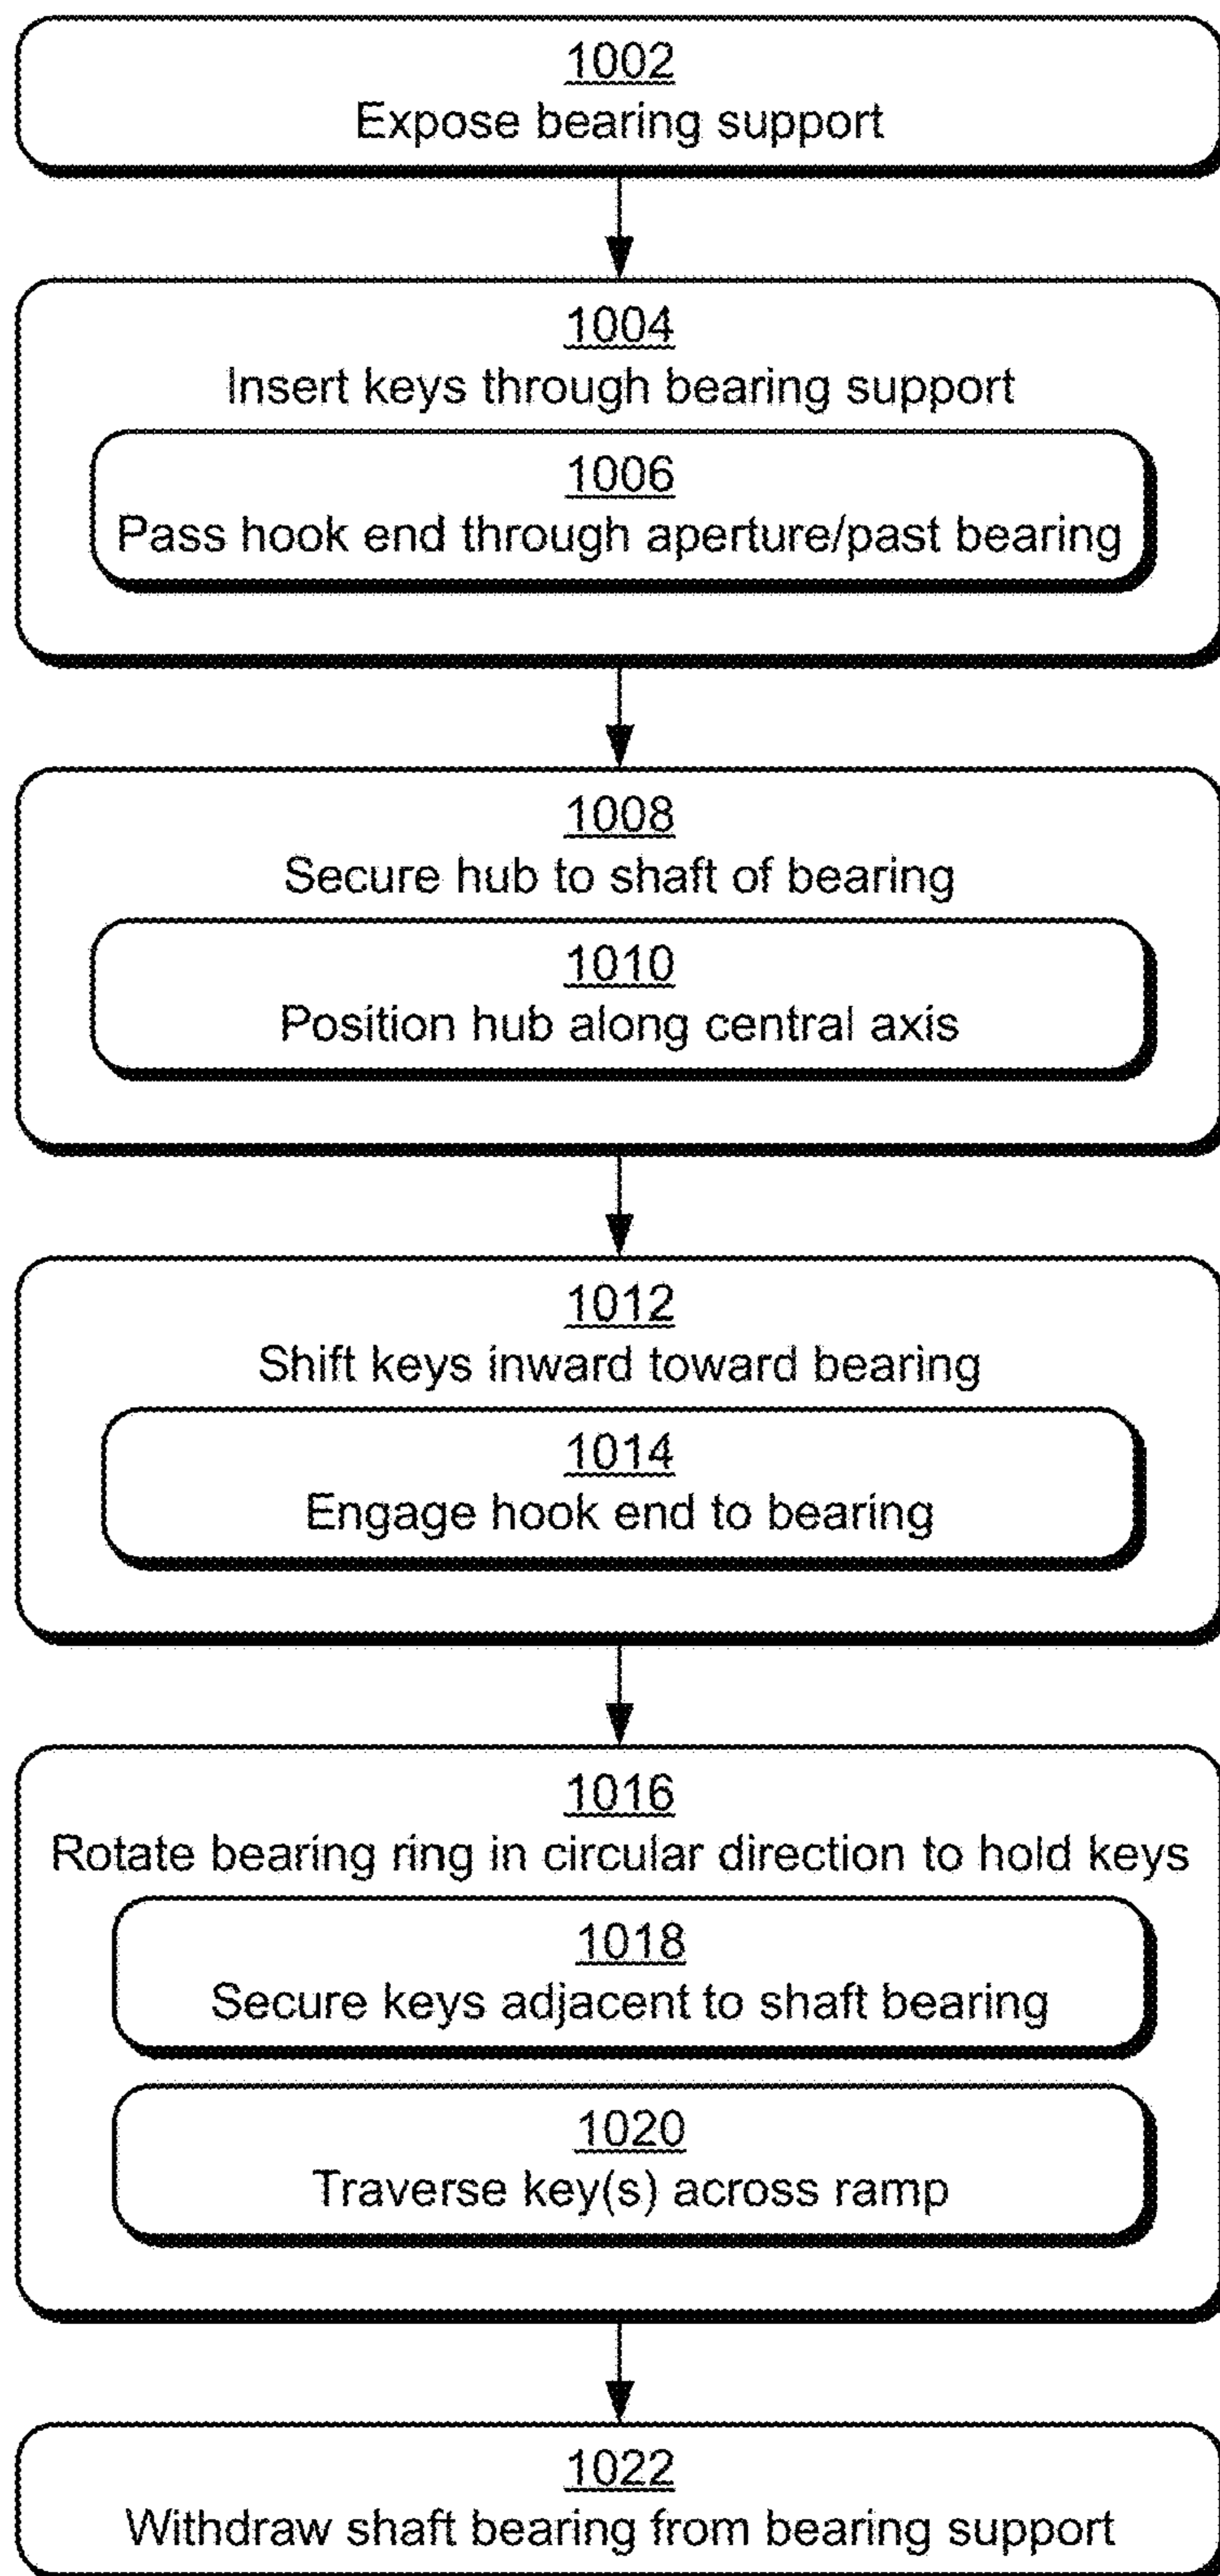 1002
Expose bearing support
1004
Insert keys through bearing support
1006
Pass hook end through aperture/past bearing
1008
Secure hub to shaft of bearing
1010
Position hub along central axis
1012
Shift keys inward toward bearing
1014
Engage hook end to bearing
1016
Rotate bearing ring in circular direction to hold keys
1018
Secure keys adjacent to shaft bearing
1020
Traverse key(s) across ramp
1022
Withdraw shaft bearing from bearing support